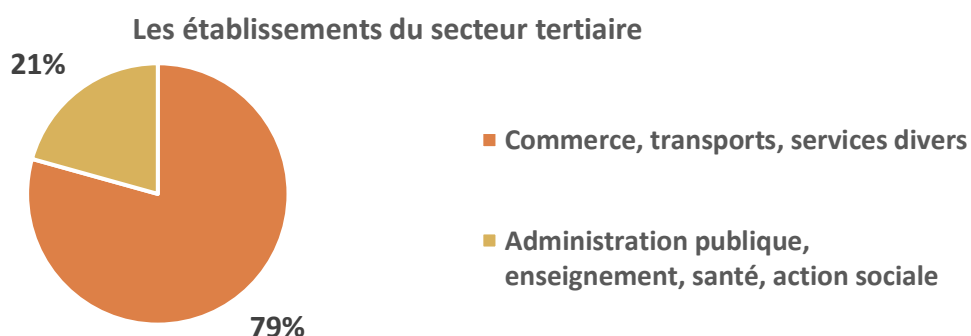 Les établissements du secteur tertiaire
21%
Commerce, transports, services divers
Administration publique,
enseignement, santé, action sociale
79%